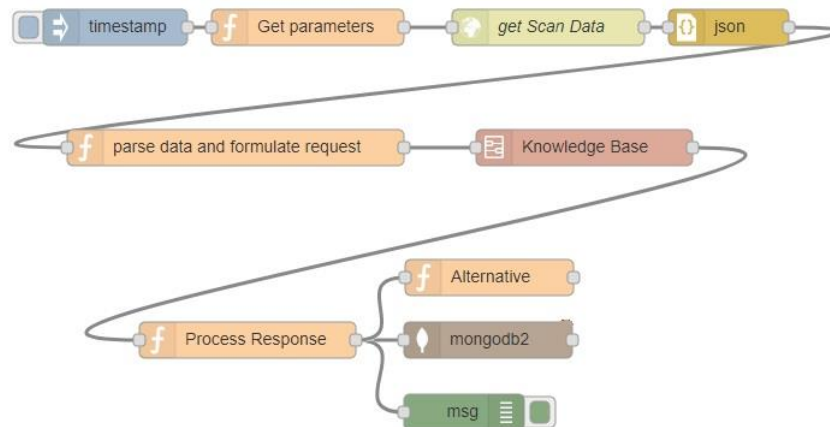 timestamp
Get parameters
get Scan Data
json
parse data and formulate request
Knowledge Base
Alternative
Process Response
mongodb2
msg